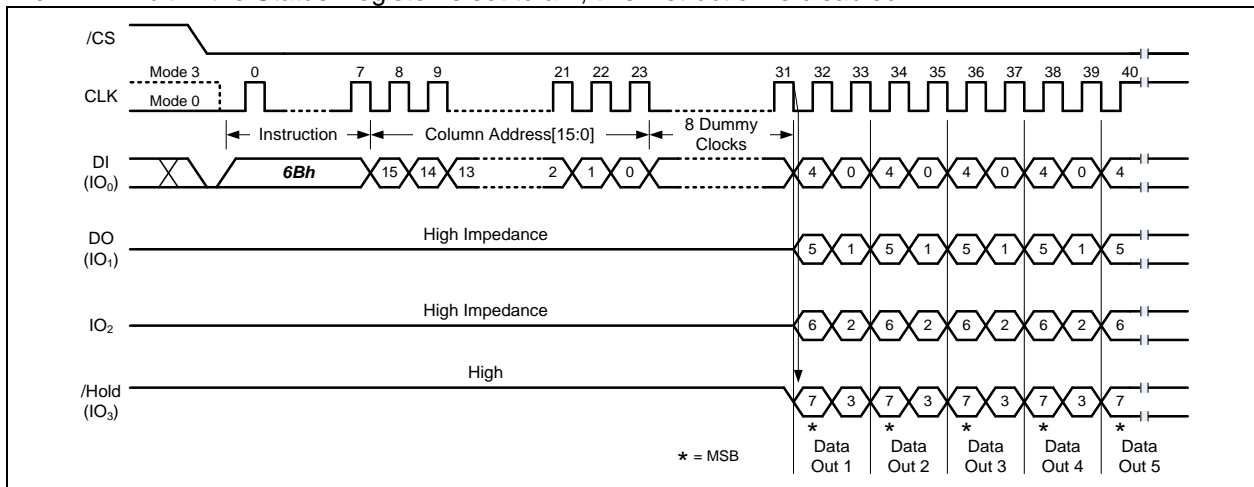 /CS
Mode 3 0 7 8 9 21 22 23 31 32 33 34 35 36 37 38 39 40
CLK
Mode 0
Instruction Column Address[15:0] 8 Dummy Clocks
DI (IO0) 6Bh 15 14 13 2 1 0 4 0 4 0 4 0 4 0 4
DO (IO1) High Impedance 5 1 5 1 5 1 5 1 5
IO2 High Impedance 6 2 6 2 6 2 6 2 6
/Hold (IO3) High 7 3 7 3 7 3 7 3 7
* * * * *
* = MSB
Data Out 1 Data Out 2 Data Out 3 Data Out 4 Data Out 5